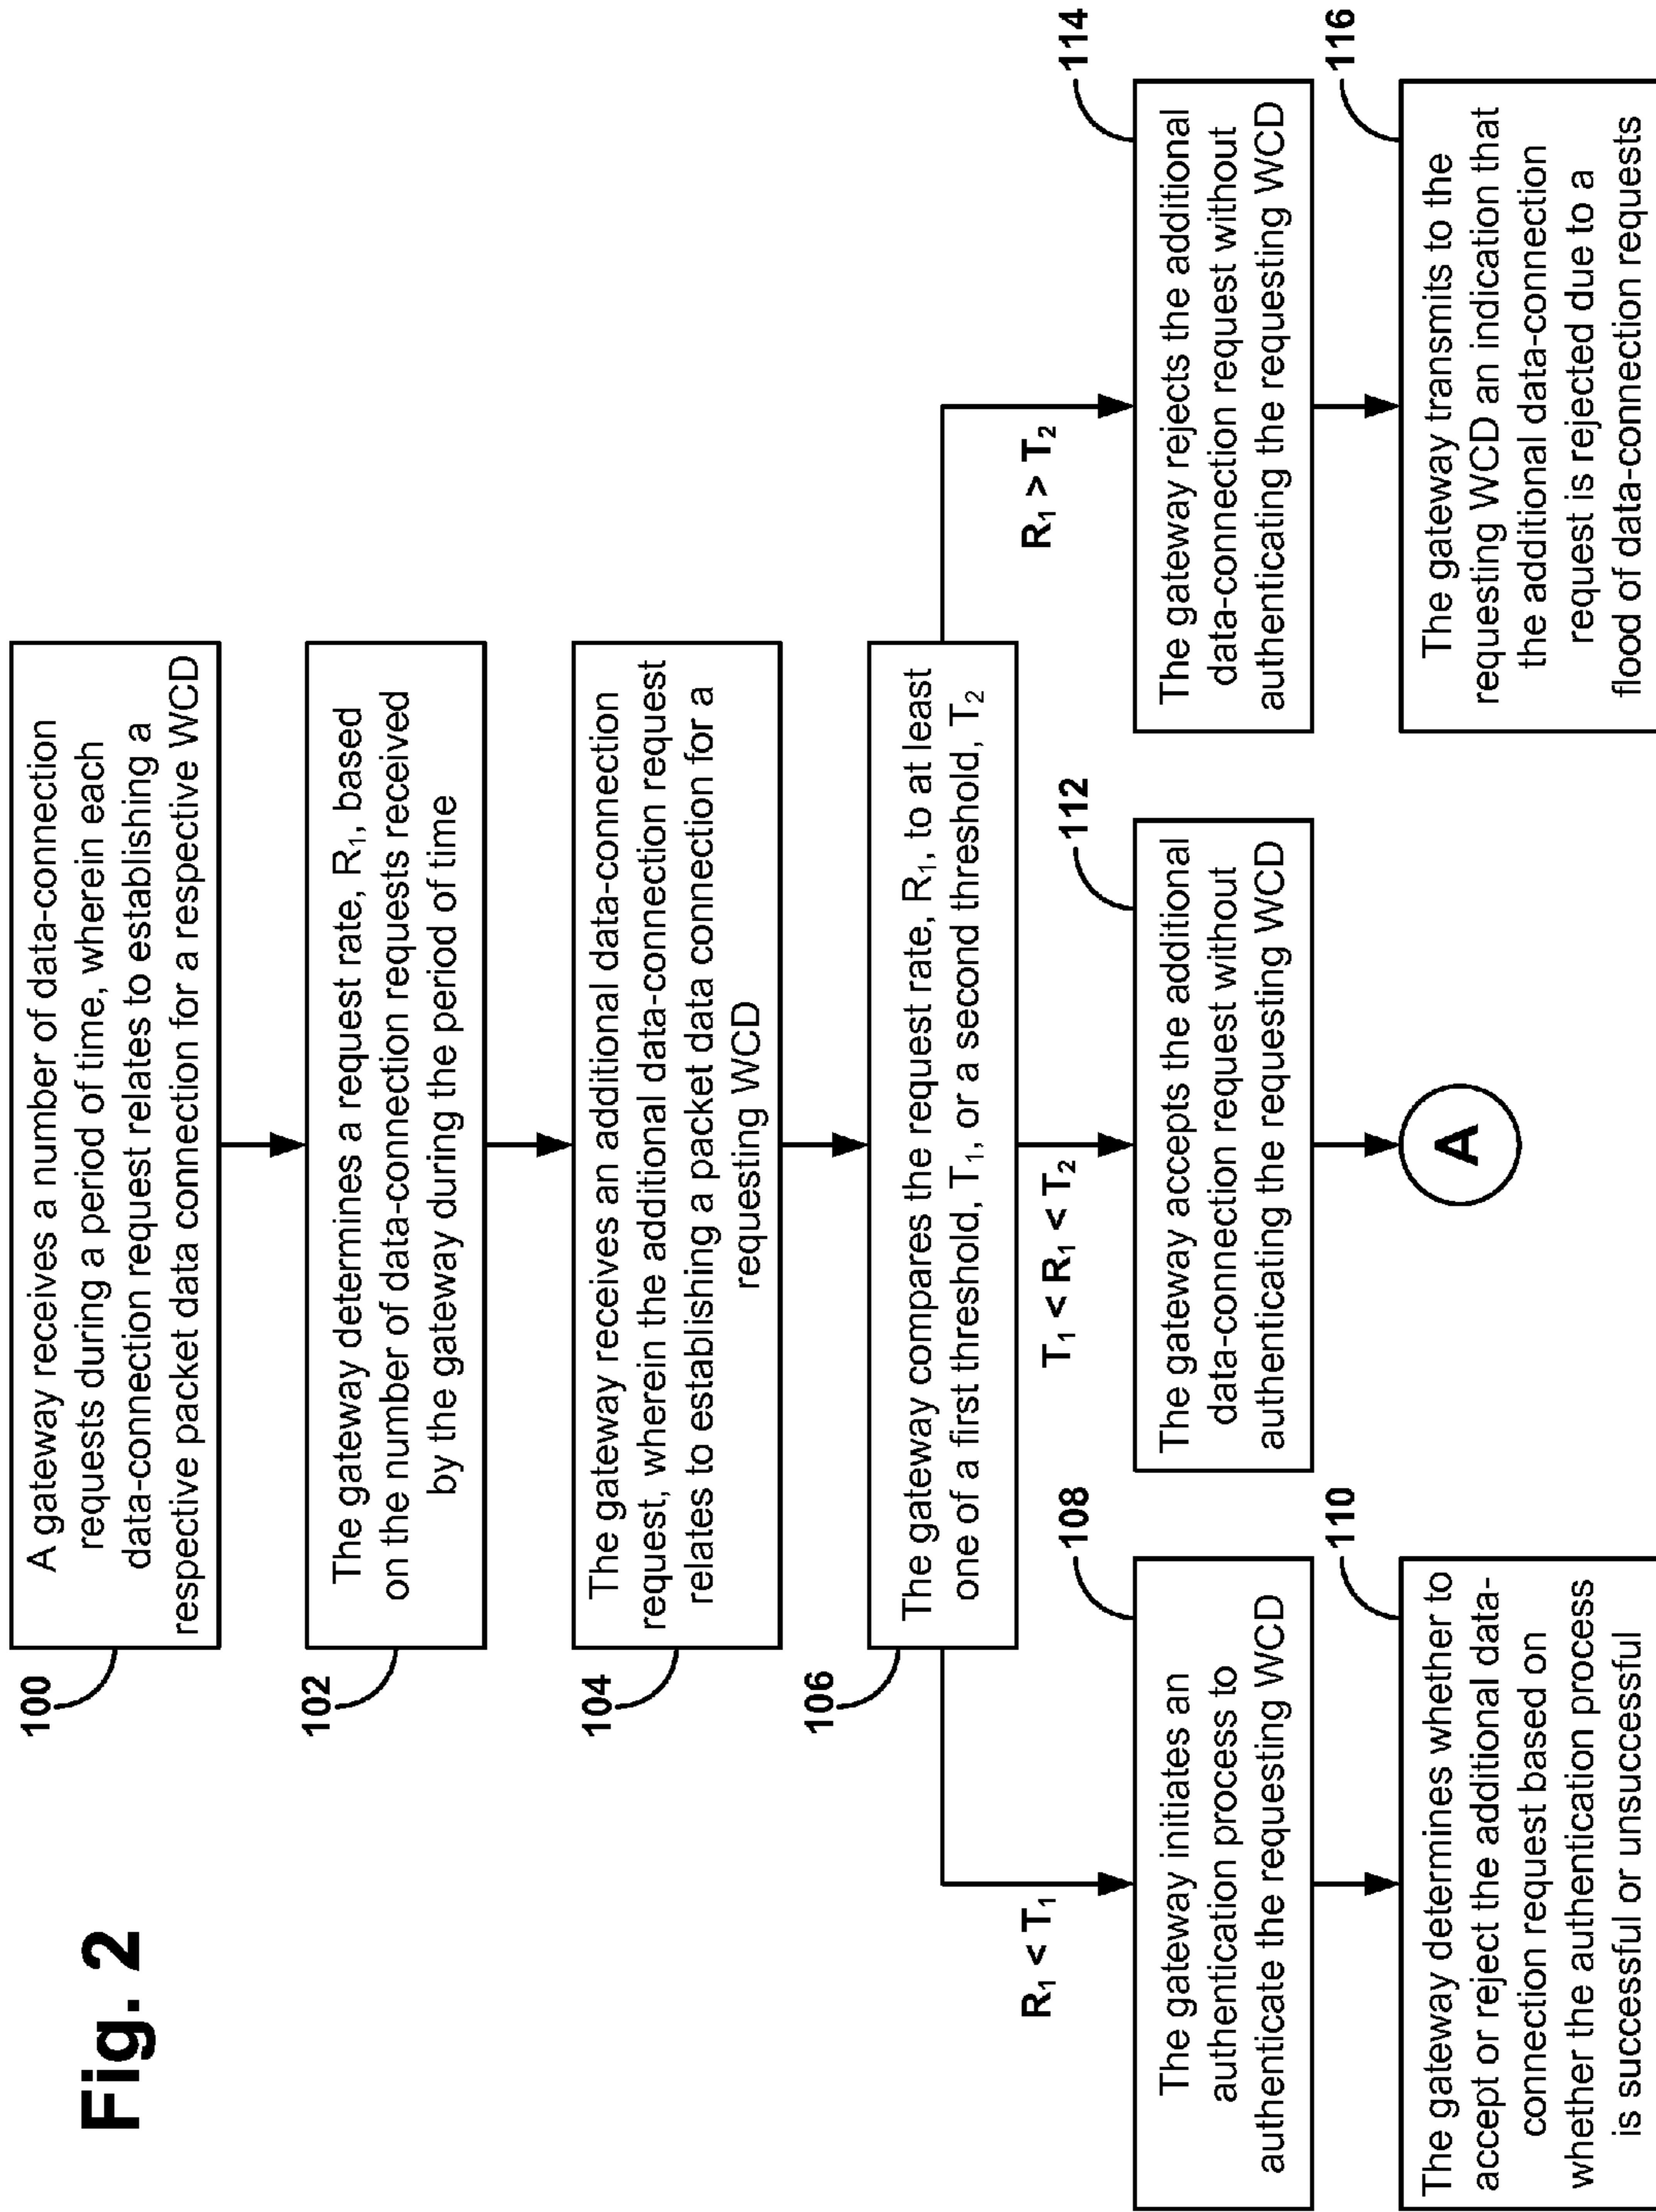 Fig. 2
100
A gateway receives a number of data-connection
requests during a period of time, wherein each
data-connection request relates to establishing a
respective packet data connection for a respective WCD
102
The gateway determines a request rate, R₁, based
on the number of data-connection requests received
by the gateway during the period of time
104
The gateway receives an additional data-connection
request, wherein the additional data-connection request
relates to establishing a packet data connection for a
requesting WCD
106
The gateway compares the request rate, R₁, to at least
one of a first threshold, T₁, or a second threshold, T₂
R₁ < T₁
108
The gateway initiates an
authentication process to
authenticate the requesting WCD
110
The gateway determines whether to
accept or reject the additional data-
connection request based on
whether the authentication process
is successful or unsuccessful
T₁ < R₁ < T₂
112
The gateway accepts the additional
data-connection request without
authenticating the requesting WCD
A
R₁ > T₂
114
The gateway rejects the additional
data-connection request without
authenticating the requesting WCD
116
The gateway transmits to the
requesting WCD an indication that
the additional data-connection
request is rejected due to a
flood of data-connection requests